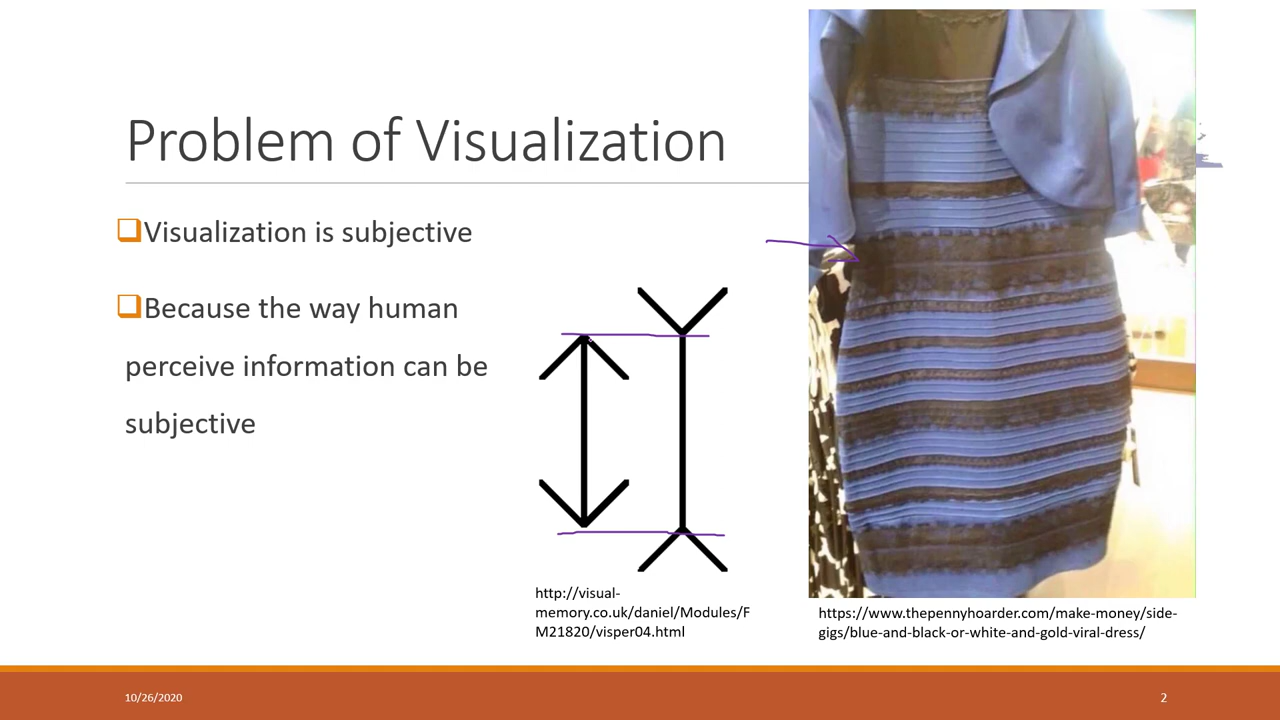 Problem of Visualization
Visualization is subjective
Because the way human
perceive information can be
subjective
http://visual-
memory.co.uk/daniel/Modules/F
M21820/visper04.html
https://www.thepennyhoarder.com/make-money/side-
gigs/blue-and-black-or-white-and-gold-viral-dress/
10/26/2020
2